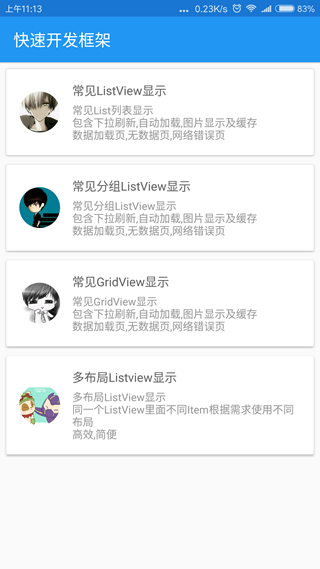 上午11:13
... 0.23K/s 83%
快速开发框架
常见ListView显示
常见List列表显示
包含下拉刷新,自动加载,图片显示及缓存
数据加载页,无数据页,网络错误页
常见分组ListView显示
常见分组ListView显示
包含下拉刷新,自动加载,图片显示及缓存
数据加载页,无数据页,网络错误页
常见GridView显示
常见GridView显示
包含下拉刷新,自动加载,图片显示及缓存
数据加载页,无数据页,网络错误页
多布局Listview显示
多布局ListView显示
同一个ListView里面不同Item根据需求使用不同
布局
高效,简便